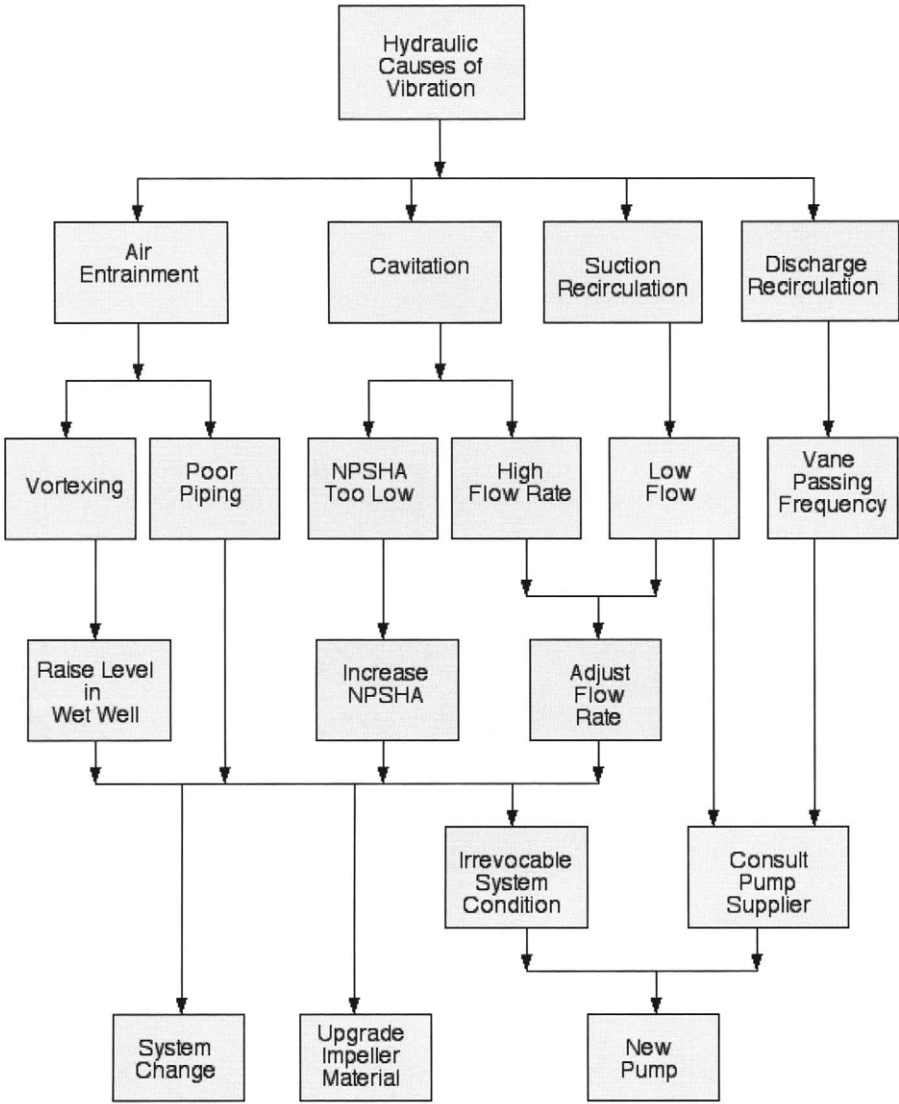 Hydraulic
Causes of
Vibration
Air
Entrainment
Cavitation
Suction
Recirculation
Discharge
Recirculation
Vortexing
Poor
Piping
NPSHA
Too Low
High
Flow Rate
Low
Flow
Vane
Passing
Frequency
Raise Level
in
Wet Well
Increase
NPSHA
Adjust
Flow
Rate
Irrevocable
System
Condition
Consult
Pump
Supplier
System
Change
Upgrade
Impeller
Material
New
Pump